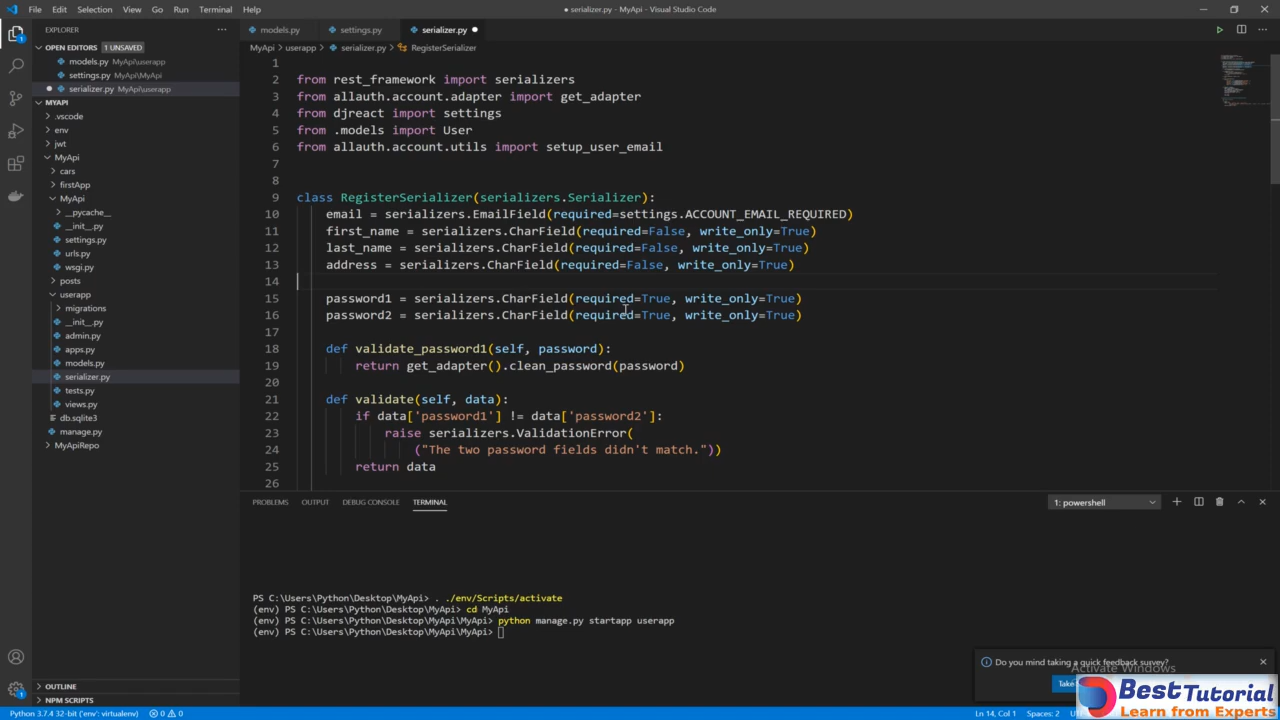 File Edit Selection View Go Run Terminal Help
● serializer.py - MyApi - Visual Studio Code
EXPLORER
OPEN EDITORS 1 UNSAVED
models.py MyApi\userapp
settings.py MyApi\MyApi
serializer.py MyApi\userapp
MYAPI
.vscode
env
jwt
MyApi
cars
firstApp
MyApi
__pycache__
__init__.py
settings.py
urls.py
wsgi.py
posts
userapp
migrations
__init__.py
admin.py
apps.py
models.py
serializer.py
tests.py
views.py
db.sqlite3
manage.py
MyApiRepo
OUTLINE
NPM SCRIPTS
models.py settings.py serializer.py
MyApi > userapp > serializer.py > RegisterSerializer
1
2 from rest_framework import serializers
3 from allauth.account.adapter import get_adapter
4 from djreact import settings
5 from .models import User
6 from allauth.account.utils import setup_user_email
7
8
9 class RegisterSerializer(serializers.Serializer):
10 email = serializers.EmailField(required=settings.ACCOUNT_EMAIL_REQUIRED)
11 first_name = serializers.CharField(required=False, write_only=True)
12 last_name = serializers.CharField(required=False, write_only=True)
13 address = serializers.CharField(required=False, write_only=True)
14
15 password1 = serializers.CharField(required=True, write_only=True)
16 password2 = serializers.CharField(required=True, write_only=True)
17
18 def validate_password1(self, password):
19 return get_adapter().clean_password(password)
20
21 def validate(self, data):
22 if data['password1'] != data['password2']:
23 raise serializers.ValidationError(
24 ("The two password fields didn't match."))
25 return data
26
PROBLEMS OUTPUT DEBUG CONSOLE TERMINAL
1: powershell
PS C:\Users\Python\Desktop\MyApi> . ./env/Scripts/activate
(env) PS C:\Users\Python\Desktop\MyApi> cd MyApi
(env) PS C:\Users\Python\Desktop\MyApi\MyApi> python manage.py startapp userapp
(env) PS C:\Users\Python\Desktop\MyApi\MyApi>
Do you mind taking a quick feedback survey?
Activate Windows
Take
BestTutorial
Learn from Experts
Python 3.7.4 32-bit ('env': virtualenv) 0 0
Ln 14, Col 1 Spaces: 2